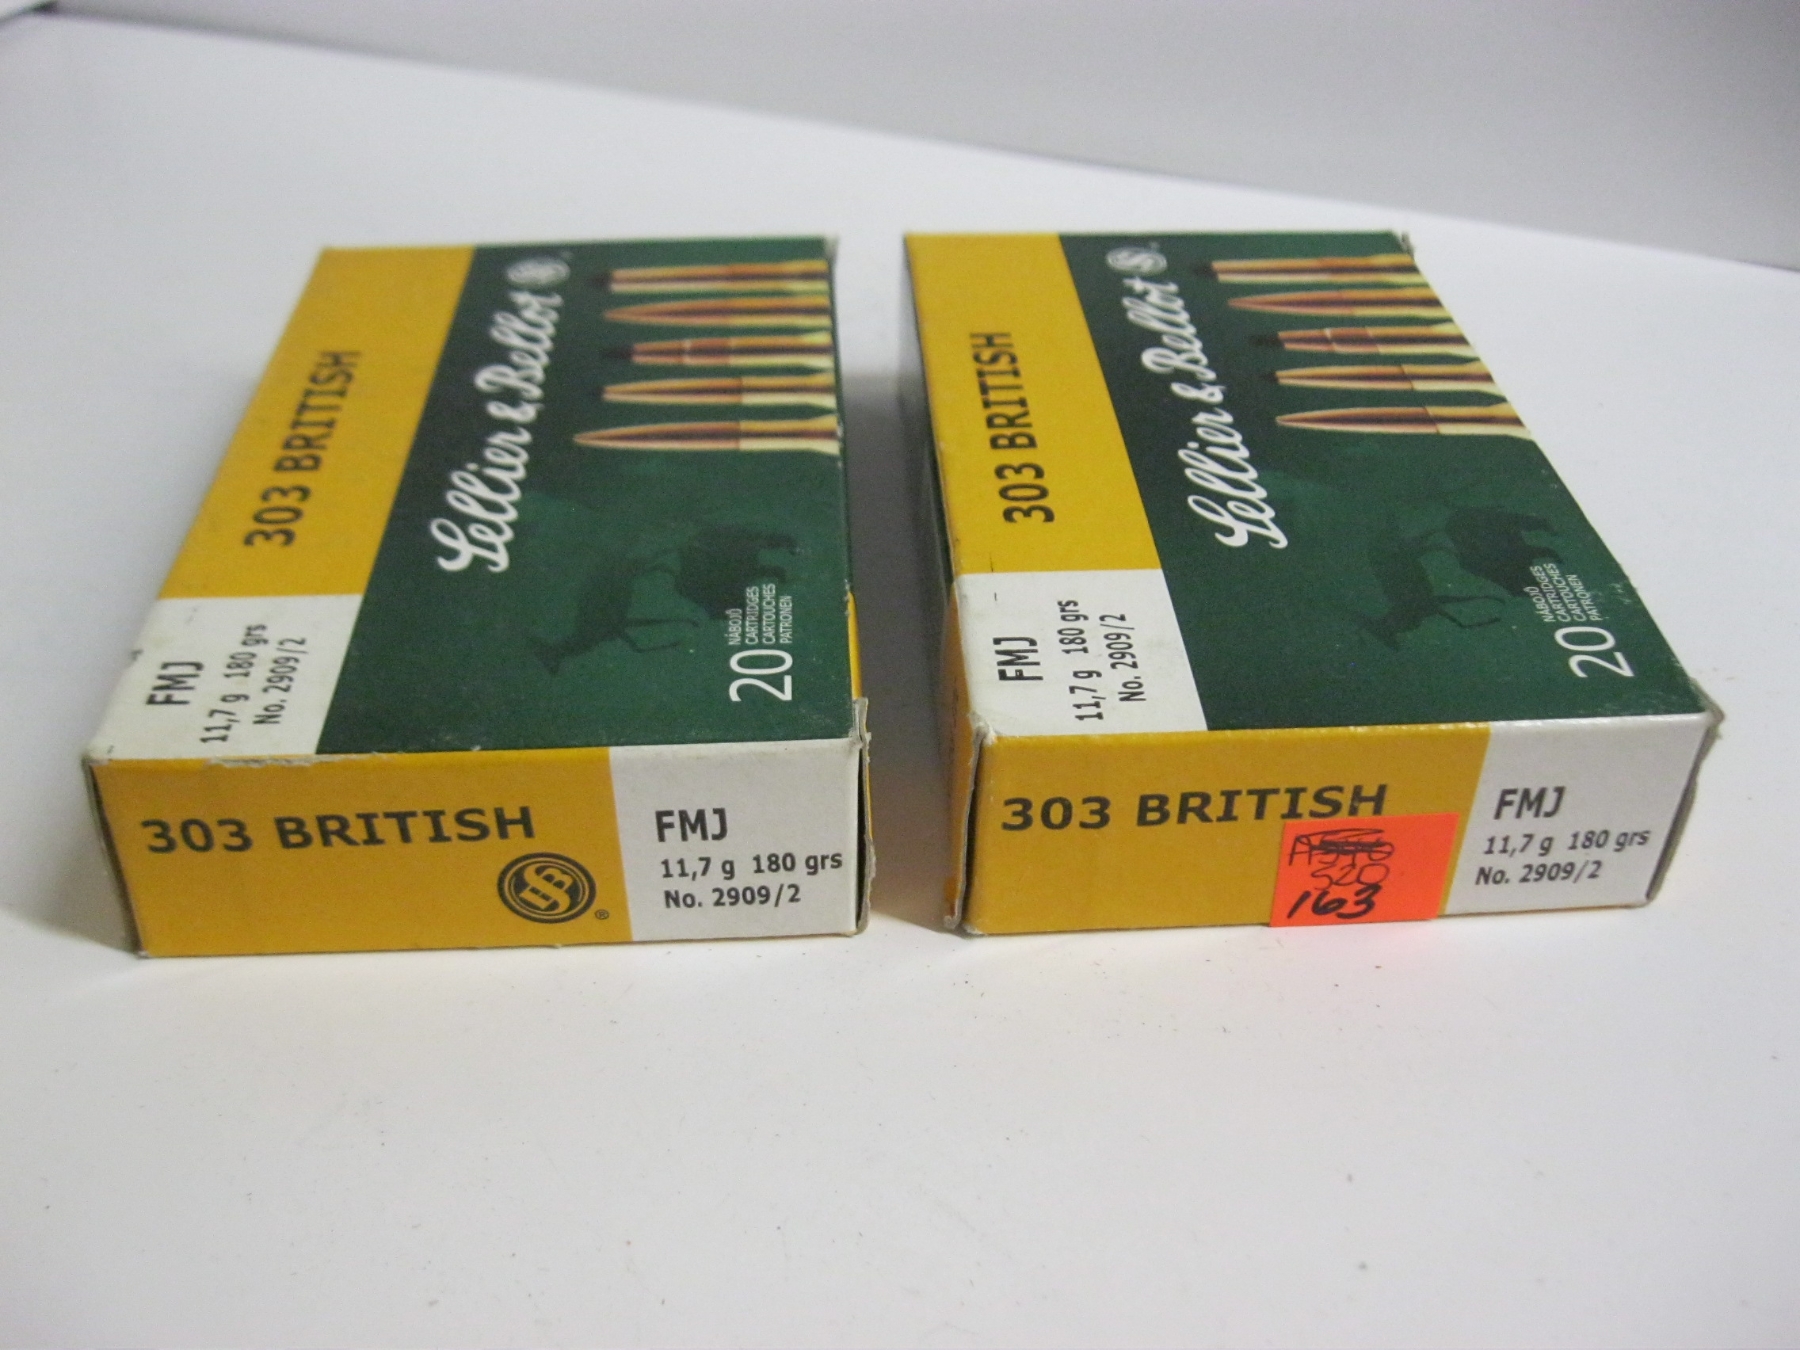 303 BRITISH
Sellier & Bellot
FMJ
11,7 g 180 grs
No. 2909/2
20
NÁBOJŮ
CARTRIDGES
CARTOUCHES
PATRONEN
303 BRITISH
®
FMJ
11,7 g 180 grs
No. 2909/2
303 BRITISH
Sellier & Bellot
FMJ
11,7 g 180 grs
No. 2909/2
20
NÁBOJŮ
CARTRIDGES
CARTOUCHES
PATRONEN
303 BRITISH
520
163
FMJ
11,7 g 180 grs
No. 2909/2